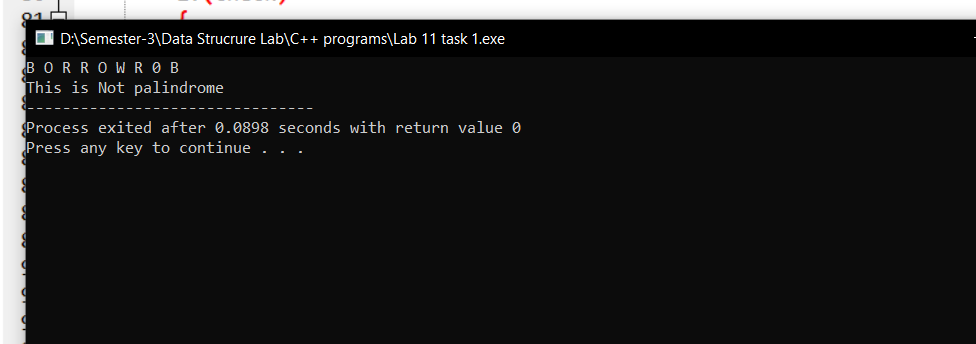 81
D:\Semester-3\Data Strucrure Lab\C++ programs\Lab 11 task 1.exe
B O R R O W R 0 B
This is Not palindrome
--------------------------------
Process exited after 0.0898 seconds with return value 0
Press any key to continue . . .